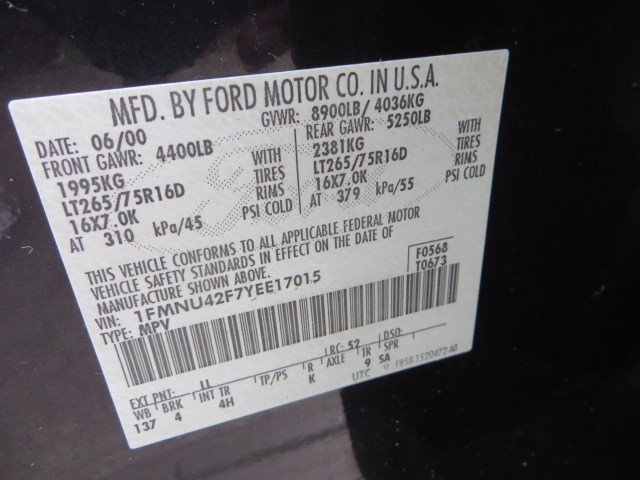 MFD. BY FORD MOTOR CO. IN U.S.A.
DATE: 06/00 GVWR: 8900LB/ 4036KG
FRONT GAWR: 4400LB REAR GAWR: 5250LB
1995KG WITH 2381KG WITH
LT265/75R16D TIRES LT265/75R16D TIRES
16X7.0K RIMS 16X7.0K RIMS
AT 310 kPa/45 PSI COLD AT 379 kPa/55 PSI COLD
THIS VEHICLE CONFORMS TO ALL APPLICABLE FEDERAL MOTOR
VEHICLE SAFETY STANDARDS IN EFFECT ON THE DATE OF
MANUFACTURE SHOWN ABOVE.
F0568
T0673
VIN: 1FMNU42F7YEE17015
TYPE: MPV
EXT PNT: RC: 52 DSO:
WB BRK INT TR TP/PS R AXLE TR SPR
137 4 4H K 9 SA
UTC